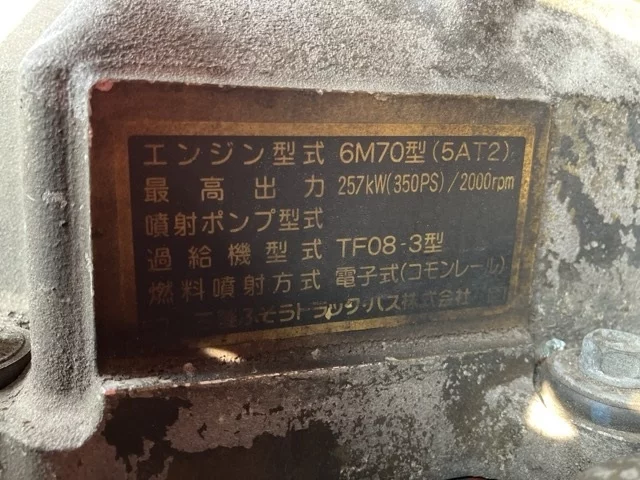 エンジン型式 6M70型(5AT2)
最高出力 257kW(350PS)/2000rpm
噴射ポンプ型式
過給機型式 TF08-3型
燃料噴射方式 電子式(コモンレール)
ふそうトラック・バス株式会社